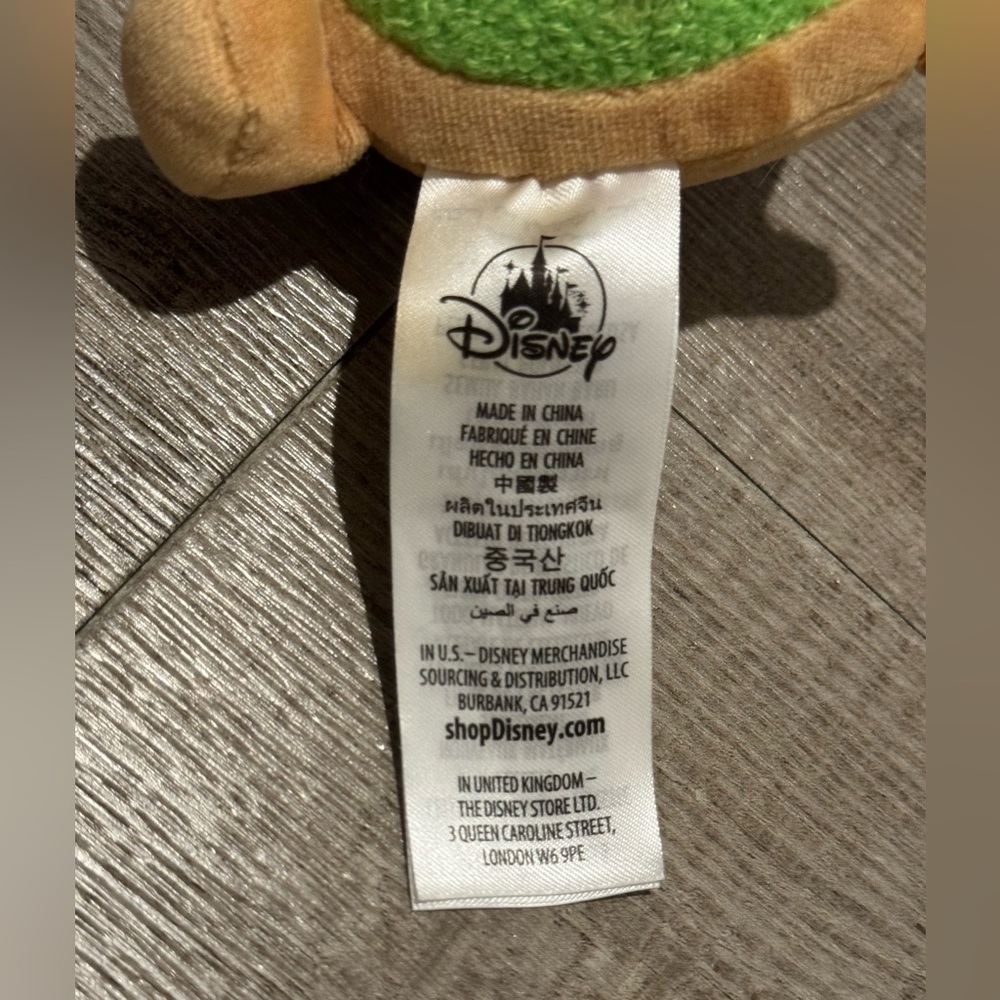 Disney
MADE IN CHINA
FABRIQUÉ EN CHINE
HECHO EN CHINA
中國製
ผลิตในประเทศจีน
DIBUAT DI TIONGKOK
중국산
SẢN XUẤT TẠI TRUNG QUỐC
صنع في الصين
IN U.S.– DISNEY MERCHANDISE
SOURCING & DISTRIBUTION, LLC
BURBANK, CA 91521
shopDisney.com
IN UNITED KINGDOM –
THE DISNEY STORE LTD.
3 QUEEN CAROLINE STREET,
LONDON W6 9PE